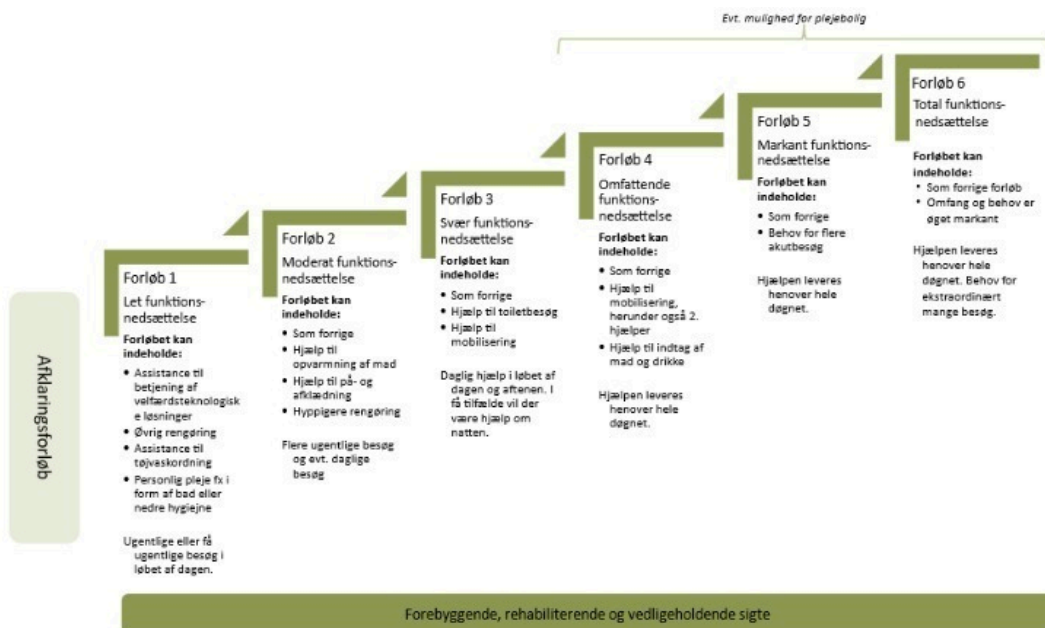 Evt. mulighed for plejebolig
Afklaringsforløb
Forløb 1
Let funktions-
nedsættelse
Forløbet kan
indeholde:
• Assistance til
betjening af
velfærdsteknologisk
e løsninger
• Øvrig rengøring
• Assistance til
tøjvaskordning
• Personlig pleje fx i
form af bad eller
nedre hygiejne
Ugentlige eller få
ugentlige besøg i
løbet af dagen.
Forløb 2
Moderat funktions-
nedsættelse
Forløbet kan
indeholde:
• Som forrige
• Hjælp til
opvarmning af mad
• Hjælp til på- og
afklædning
• Hyppigere rengøring
Flere ugentlige besøg
og evt. daglige
besøg
Forløb 3
Svær funktions-
nedsættelse
Forløbet kan
indeholde:
• Som forrige
• Hjælp til toiletbesøg
• Hjælp til
mobilisering
Daglig hjælp i løbet af
dagen og aftenen. I
få tilfælde vil der
være hjælp om
natten.
Forløb 4
Omfattende
funktions-
nedsættelse
Forløbet kan
indeholde:
• Som forrige
• Hjælp til
mobilisering,
herunder også 2.
hjælper
• Hjælp til indtag af
mad og drikke
Hjælpen leveres
henover hele
døgnet.
Forløb 5
Markant funktions-
nedsættelse
Forløbet kan
indeholde:
• Som forrige
• Behov for flere
akutbesøg
Hjælpen leveres
henover hele
døgnet.
Forløb 6
Total funktions-
nedsættelse
Forløbet kan
indeholde:
• Som forrige forløb
• Omfang og behov er
øget markant
Hjælpen leveres
henover hele
døgnet. Behov for
ekstraordinært
mange besøg.
Forebyggende, rehabiliterende og vedligeholdende sigte